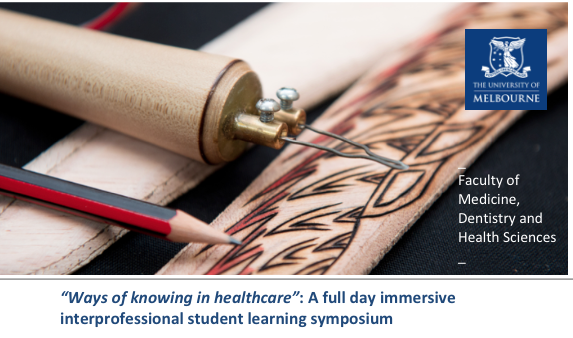 THE UNIVERSITY OF
MELBOURNE
Faculty of
Medicine,
Dentistry and
Health Sciences
“Ways of knowing in healthcare”: A full day immersive
interprofessional student learning symposium